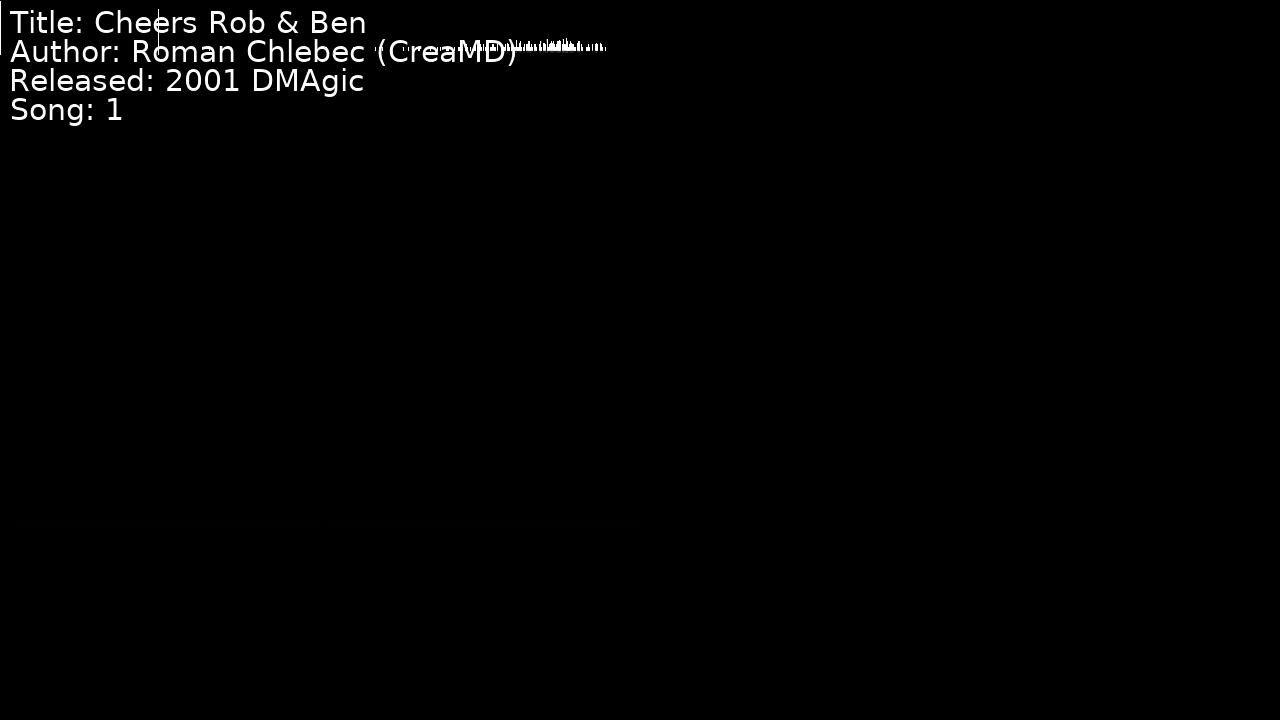 Title: Cheers Rob & Ben
Author: Roman Chlebec (CreaMD)
Released: 2001 DMAgic
Song: 1